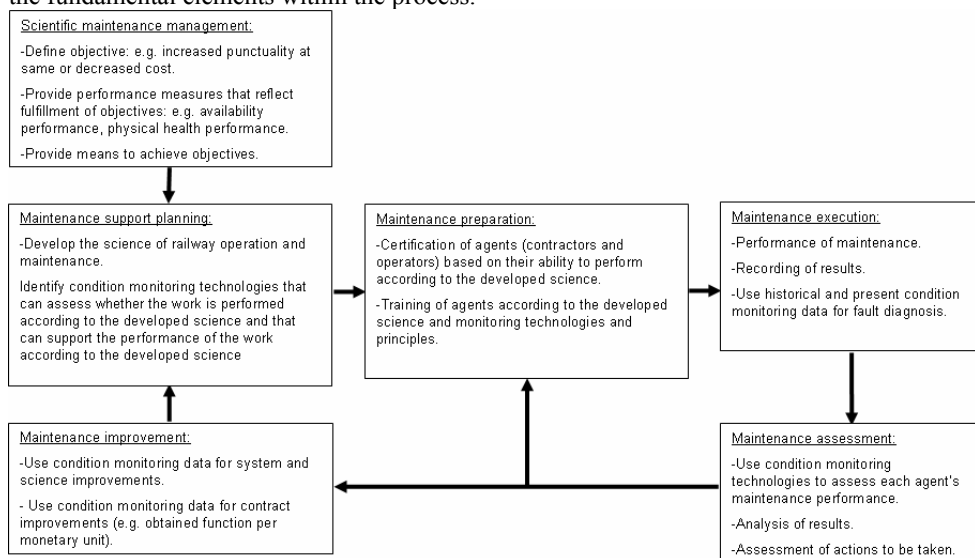 the fundamental elements within the process.
Scientific maintenance management:
-Define objective: e.g. increased punctuality at
same or decreased cost.
-Provide performance measures that reflect
fulfillment of objectives: e.g. availability
performance, physical health performance.
-Provide means to achieve objectives.
Maintenance support planning:
-Develop the science of railway operation and
maintenance.
Identify condition monitoring technologies that
can assess whether the work is performed
according to the developed science and that
can support the performance of the work
according to the developed science
Maintenance preparation:
-Certification of agents (contractors and
operators) based on their ability to perform
according to the developed science.
-Training of agents according to the developed
science and monitoring technologies and
principles.
Maintenance execution:
-Performance of maintenance.
-Recording of results.
-Use historical and present condition
monitoring data for fault diagnosis.
Maintenance improvement:
-Use condition monitoring data for system and
science improvements.
- Use condition monitoring data for contract
improvements (e.g. obtained function per
monetary unit).
Maintenance assessment:
-Use condition monitoring
technologies to assess each agent's
maintenance performance.
-Analysis of results.
-Assessment of actions to be taken.